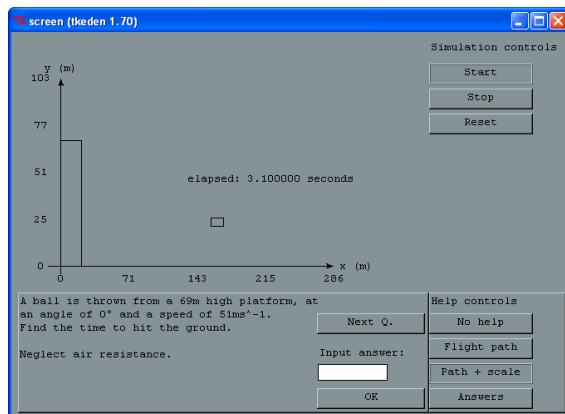 screen (tkeden 1.70)
Simulation controls
Start
Stop
Reset
y (m)
103
77
51
25
0
elapsed: 3.100000 seconds
x (m)
0 71 143 215 286
A ball is thrown from a 69m high platform, at
an angle of 0° and a speed of 51ms^-1.
Find the time to hit the ground.
Neglect air resistance.
Next Q.
Input answer:
OK
Help controls
No help
Flight path
Path + scale
Answers